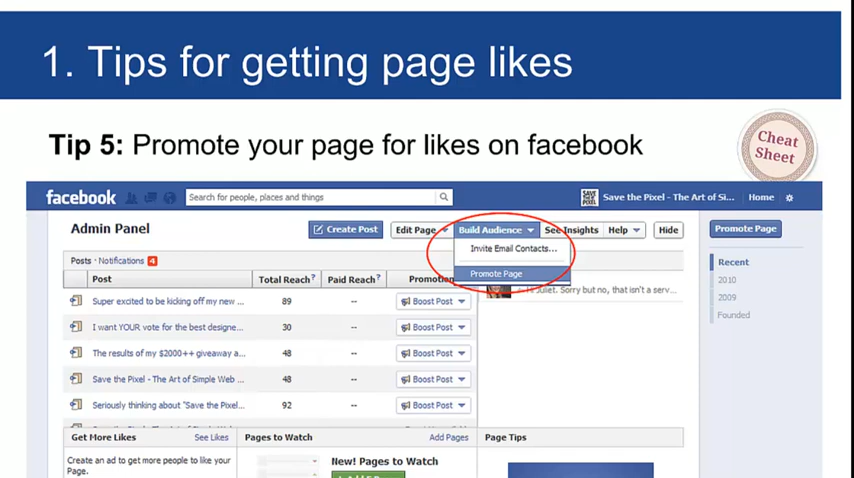 1. Tips for getting page likes
Tip 5: Promote your page for likes on facebook
Cheat
Sheet
facebook
Search for people, places and things
SAVE THE PIXEL
Save the Pixel - The Art of Si...
Home
Admin Panel
Create Post
Edit Page
Build Audience
See Insights
Help
Hide
Promote Page
Invite Email Contacts...
Promote Page
Posts · Notifications 4
Post Total Reach? Paid Reach? Promotion
Juliet. Sorry but no, that isn't a serv...
Super excited to be kicking off my new ... 89 -- Boost Post
I want YOUR vote for the best designe... 30 -- Boost Post
The results of my $2000++ giveaway a... 48 -- Boost Post
Save the Pixel - The Art of Simple Web ... 48 -- Boost Post
Seriously thinking about "Save the Pixel... 92 -- Boost Post
Recent
2010
2009
Founded
Get More Likes See Likes
Create an ad to get more people to like your
Page.
Pages to Watch Add Pages
New! Pages to Watch
Page Tips